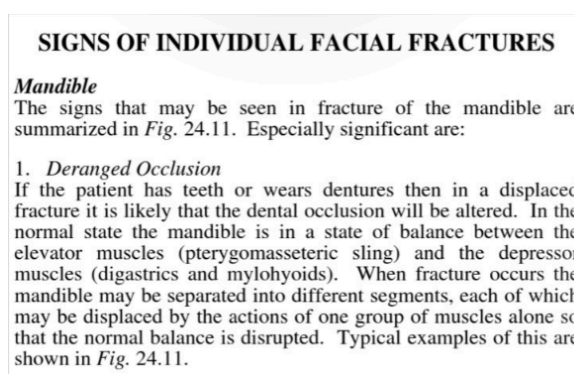 SIGNS OF INDIVIDUAL FACIAL FRACTURES
Mandible
The signs that may be seen in fracture of the mandible are
summarized in Fig. 24.11. Especially significant are:
1. Deranged Occlusion
If the patient has teeth or wears dentures then in a displaced
fracture it is likely that the dental occlusion will be altered. In the
normal state the mandible is in a state of balance between the
elevator muscles (pterygomasseteric sling) and the depressor
muscles (digastrics and mylohyoids). When fracture occurs the
mandible may be separated into different segments, each of which
may be displaced by the actions of one group of muscles alone so
that the normal balance is disrupted. Typical examples of this are
shown in Fig. 24.11.